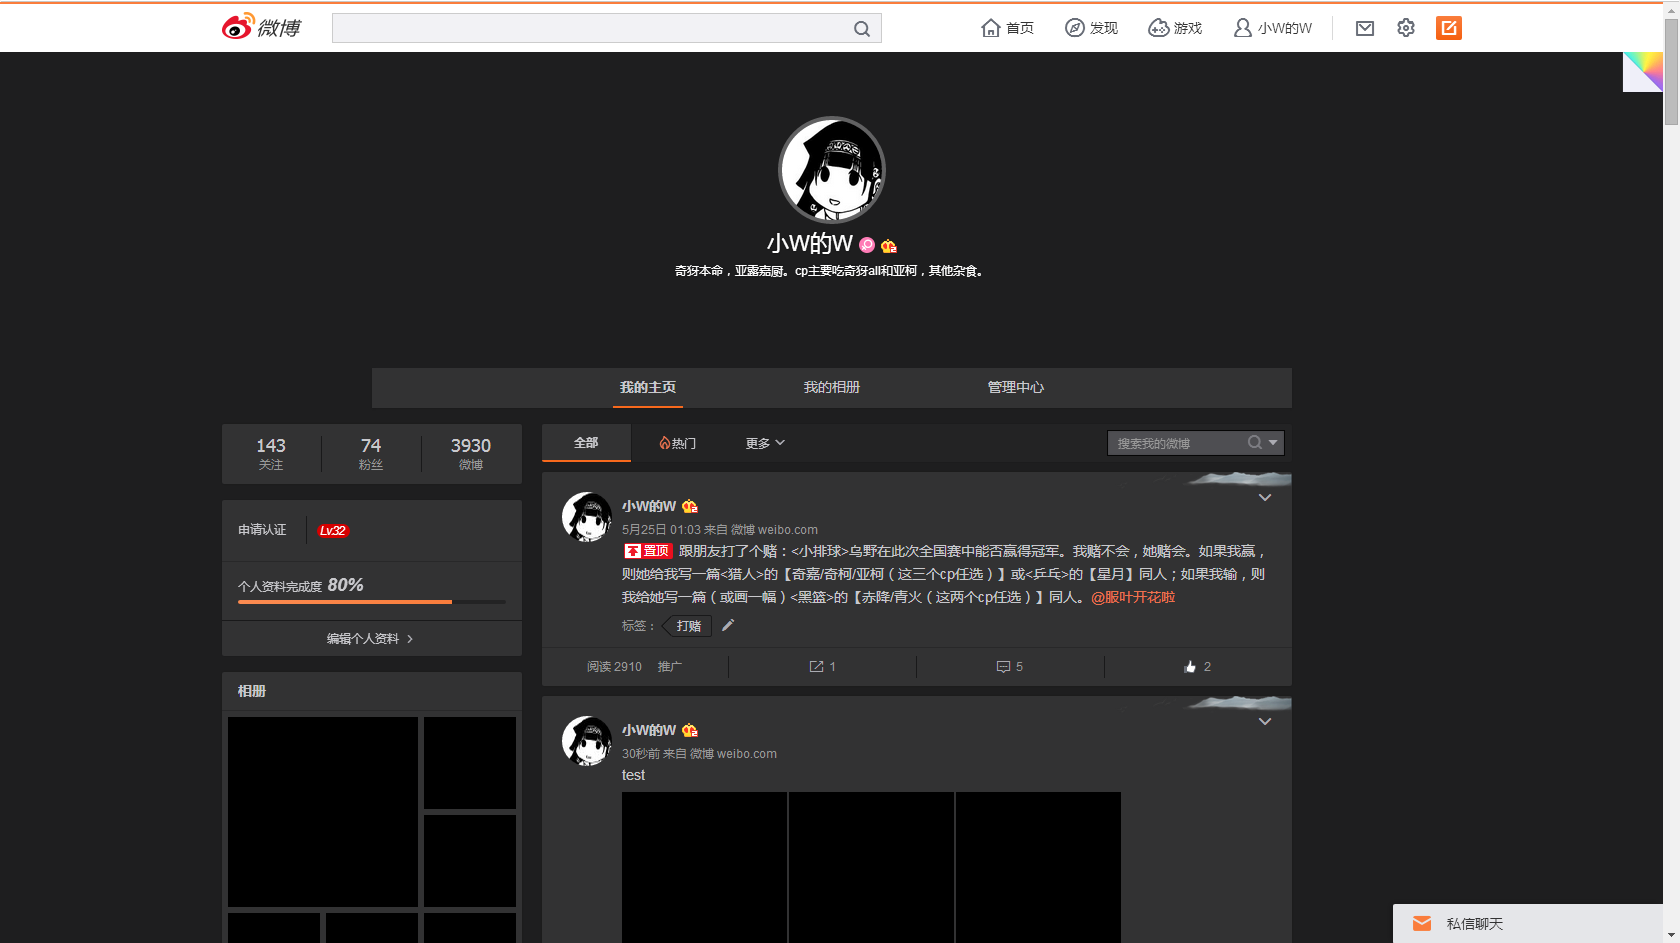 微博
首页
发现
游戏
小W的W
小W的W
奇犽本命，亚露嘉厨。cp主要吃奇犽all和亚柯，其他杂食。
我的主页
我的相册
管理中心
143
关注
74
粉丝
3930
微博
申请认证
Lv32
个人资料完成度 80%
编辑个人资料
相册
全部
热门
更多
搜索我的微博
小W的W
5月25日 01:03 来自 微博 weibo.com
置顶 跟朋友打了个赌：<小排球>乌野在此次全国赛中能否赢得冠军。我赌不会，她赌会。如果我赢，
则她给我写一篇<猎人>的【奇嘉/奇柯/亚柯（这三个cp任选）】或<乒乓>的【星月】同人；如果我输，则
我给她写一篇（或画一幅）<黑篮>的【赤降/青火（这两个cp任选）】同人。@眼叶开花啦
标签：
打赌
阅读 2910
推广
1
5
2
小W的W
30秒前 来自 微博 weibo.com
test
私信聊天